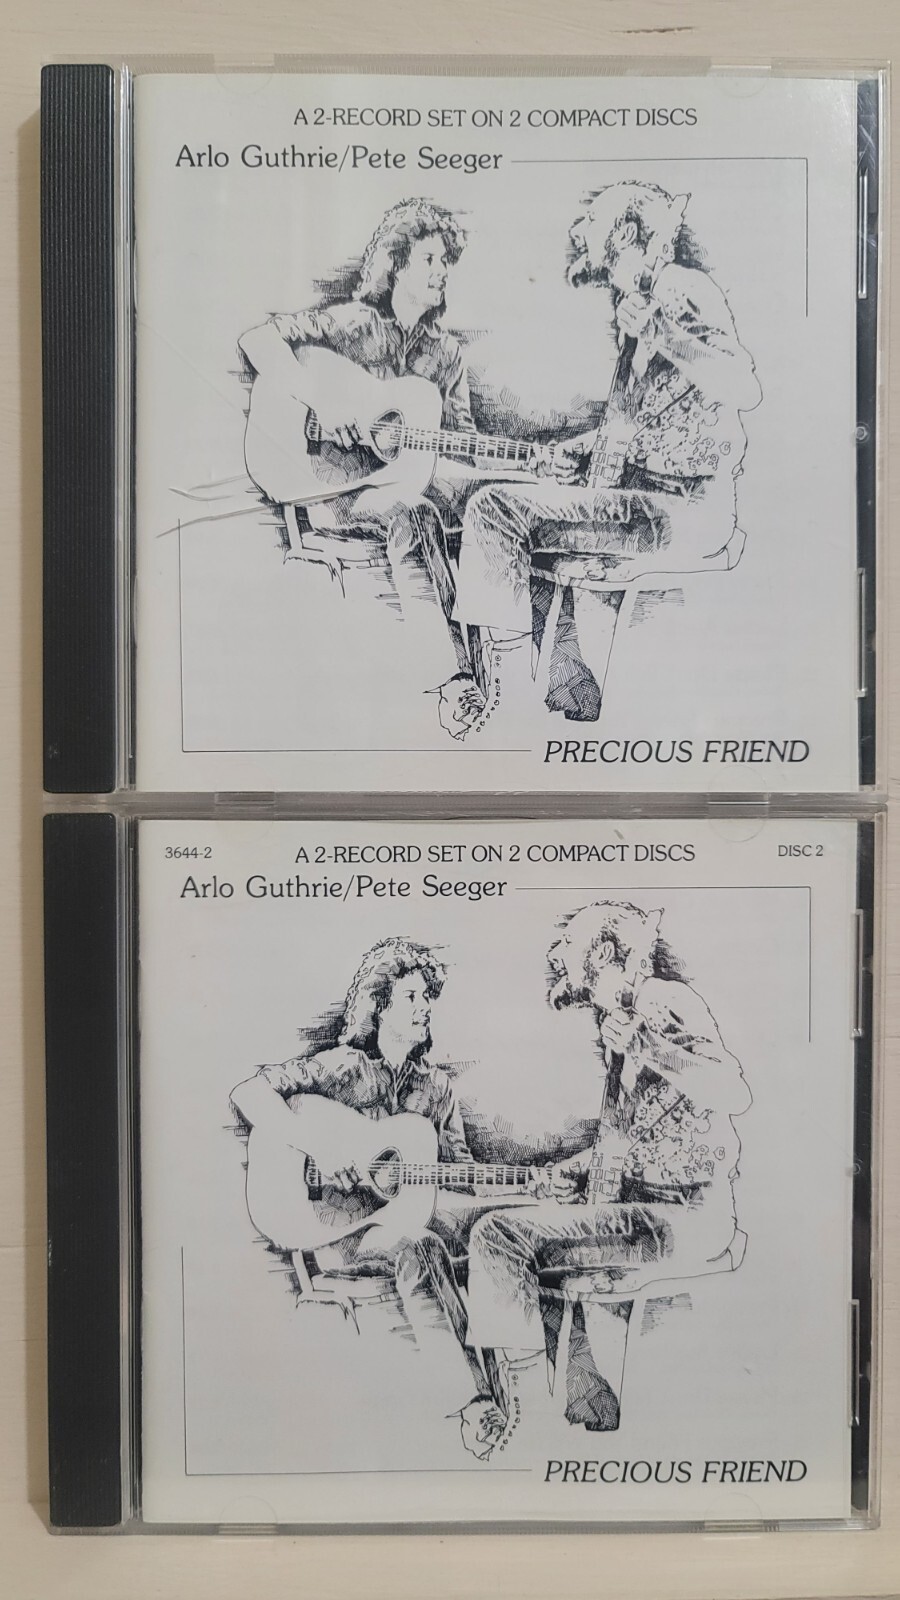 A 2-RECORD SET ON 2 COMPACT DISCS
Arlo Guthrie/Pete Seeger
PRECIOUS FRIEND
3644-2 A 2-RECORD SET ON 2 COMPACT DISCS DISC 2
Arlo Guthrie/Pete Seeger
PRECIOUS FRIEND